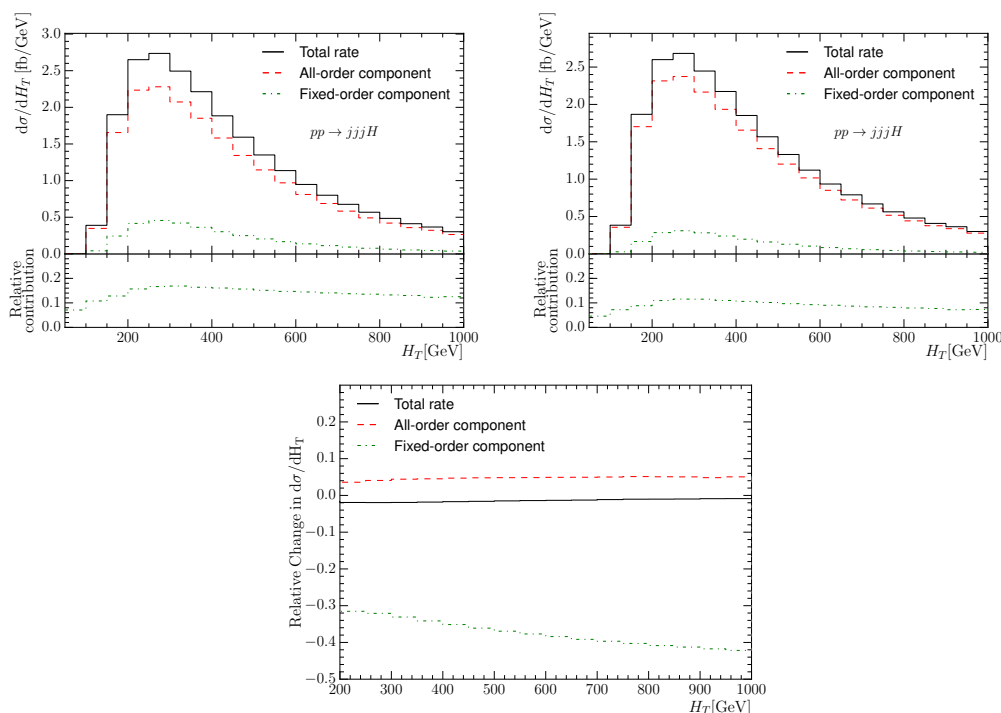 dσ/dH_T [fb/GeV]
3.0
2.5
2.0
1.5
1.0
0.5
0.0
Total rate
All-order component
Fixed-order component
pp → jjjH
Relative
contribution
0.2
0.1
0.0
200 400 600 800 1000
H_T[GeV]
dσ/dH_T [fb/GeV]
2.5
2.0
1.5
1.0
0.5
0.0
Total rate
All-order component
Fixed-order component
pp → jjjH
Relative
contribution
0.2
0.1
0.0
200 400 600 800 1000
H_T[GeV]
Relative Change in dσ/dH_T
0.2
0.1
0.0
−0.1
−0.2
−0.3
−0.4
−0.5
Total rate
All-order component
Fixed-order component
200 300 400 500 600 700 800 900 1000
H_T[GeV]